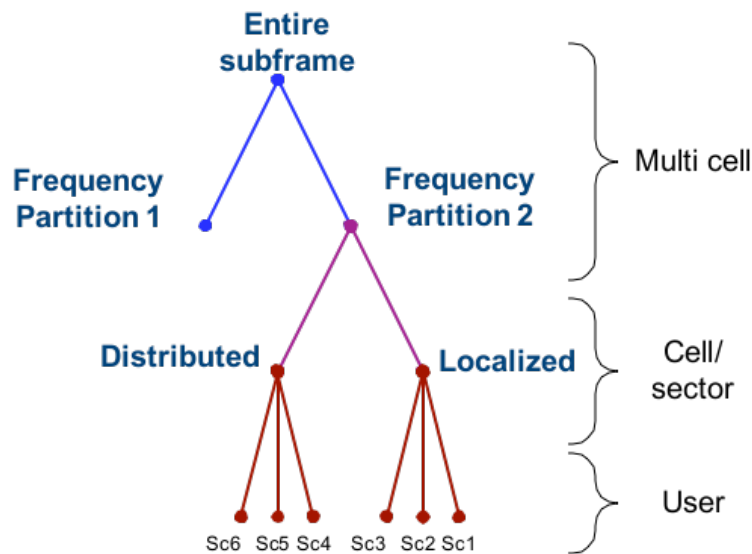 Entire
subframe
Multi cell
Frequency
Partition 1
Frequency
Partition 2
Distributed
Localized
Cell/
sector
User
Sc6 Sc5 Sc4 Sc3 Sc2 Sc1